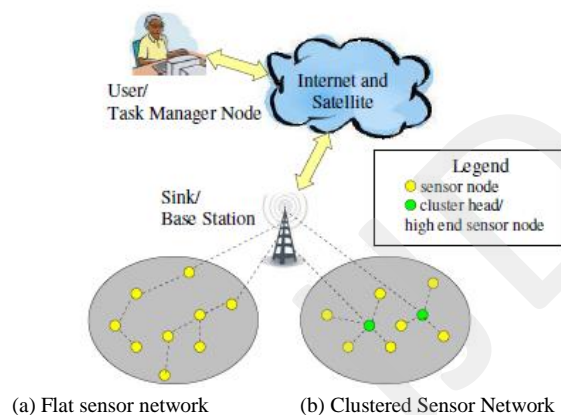 User/
Task Manager Node
Internet and
Satellite
Sink/
Base Station
Legend
sensor node
cluster head/
high end sensor node
(a) Flat sensor network
(b) Clustered Sensor Network